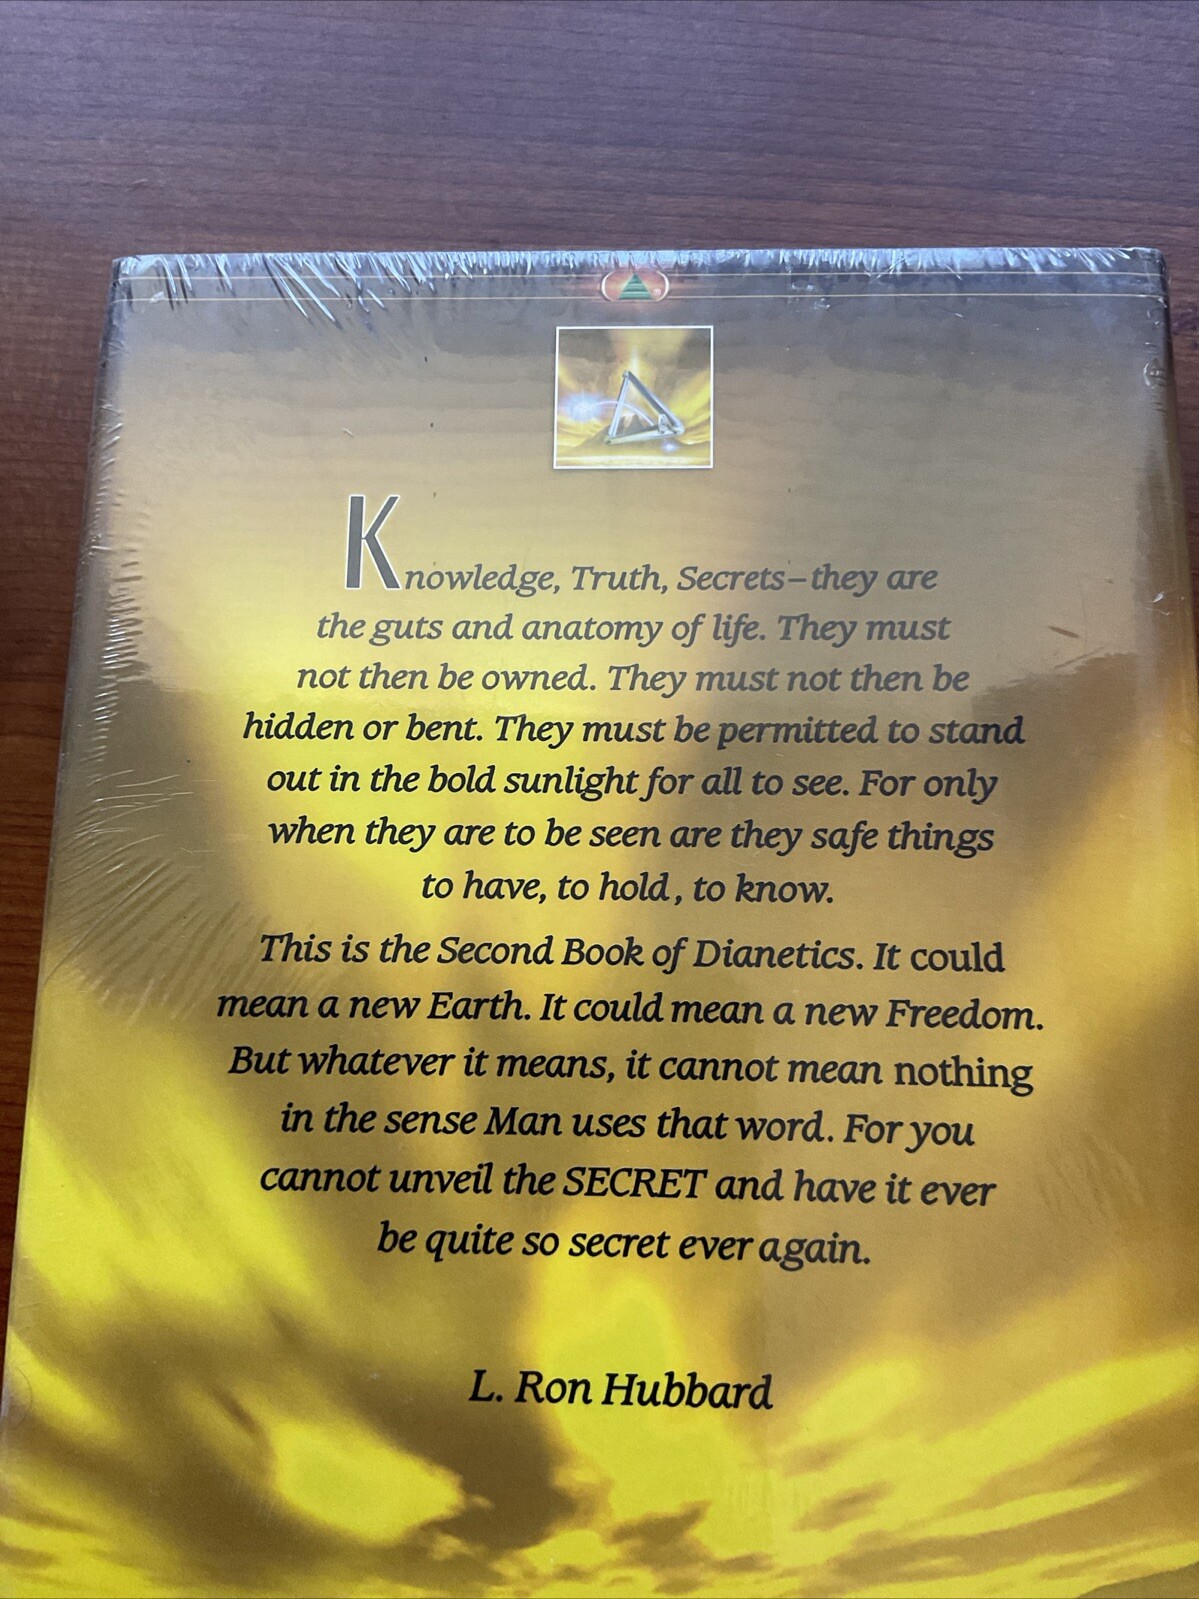 Knowledge, Truth, Secrets–they are
the guts and anatomy of life. They must
not then be owned. They must not then be
hidden or bent. They must be permitted to stand
out in the bold sunlight for all to see. For only
when they are to be seen are they safe things
to have, to hold, to know.
This is the Second Book of Dianetics. It could
mean a new Earth. It could mean a new Freedom.
But whatever it means, it cannot mean nothing
in the sense Man uses that word. For you
cannot unveil the SECRET and have it ever
be quite so secret ever again.
L. Ron Hubbard